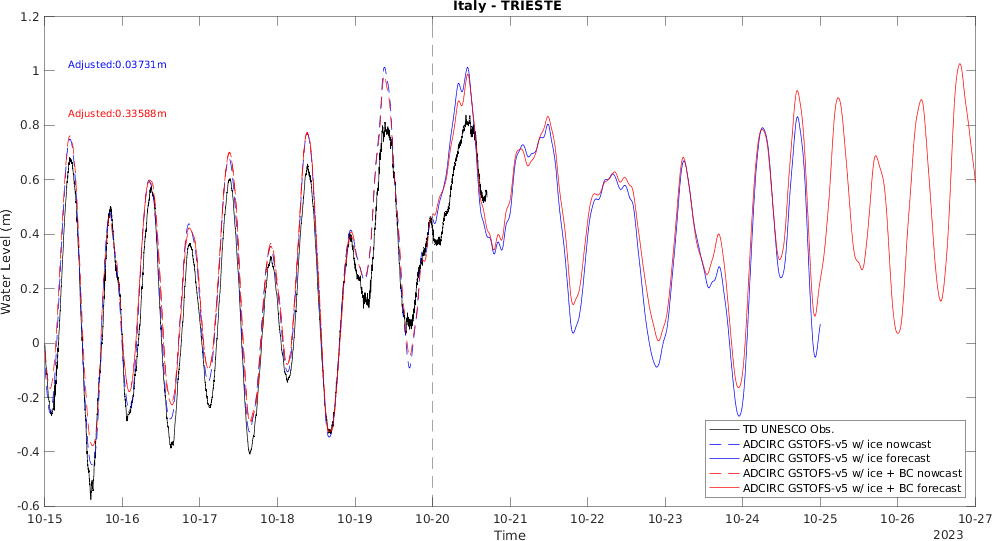 Italy - TRIESTE
1.2
1
0.8
0.6
0.4
0.2
0
-0.2
-0.4
-0.6
Water Level (m)
Adjusted:0.03731m
Adjusted:0.33588m
TD UNESCO Obs.
ADCIRC GSTOFS-v5 w/ ice nowcast
ADCIRC GSTOFS-v5 w/ ice forecast
ADCIRC GSTOFS-v5 w/ ice + BC nowcast
ADCIRC GSTOFS-v5 w/ ice + BC forecast
10-15 10-16 10-17 10-18 10-19 10-20 10-21 10-22 10-23 10-24 10-25 10-26 10-27
Time
2023